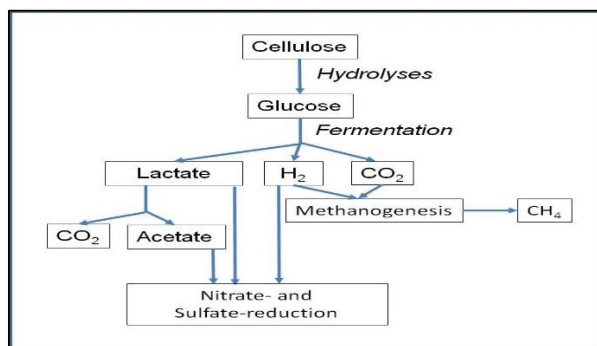 Cellulose
Hydrolyses
Glucose
Fermentation
Lactate
H₂
CO₂
Methanogenesis
CH₄
CO₂
Acetate
Nitrate- and
Sulfate-reduction